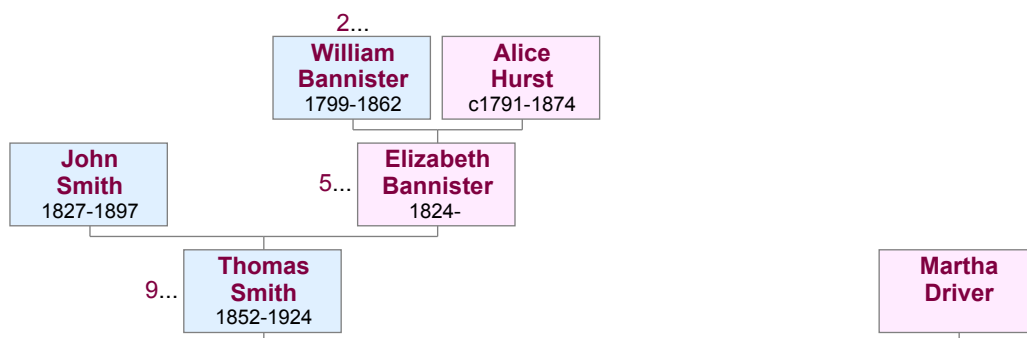 2...
William
Bannister
1799-1862
Alice
Hurst
c1791-1874
John
Smith
1827-1897
5...
Elizabeth
Bannister
1824-
9...
Thomas
Smith
1852-1924
Martha
Driver